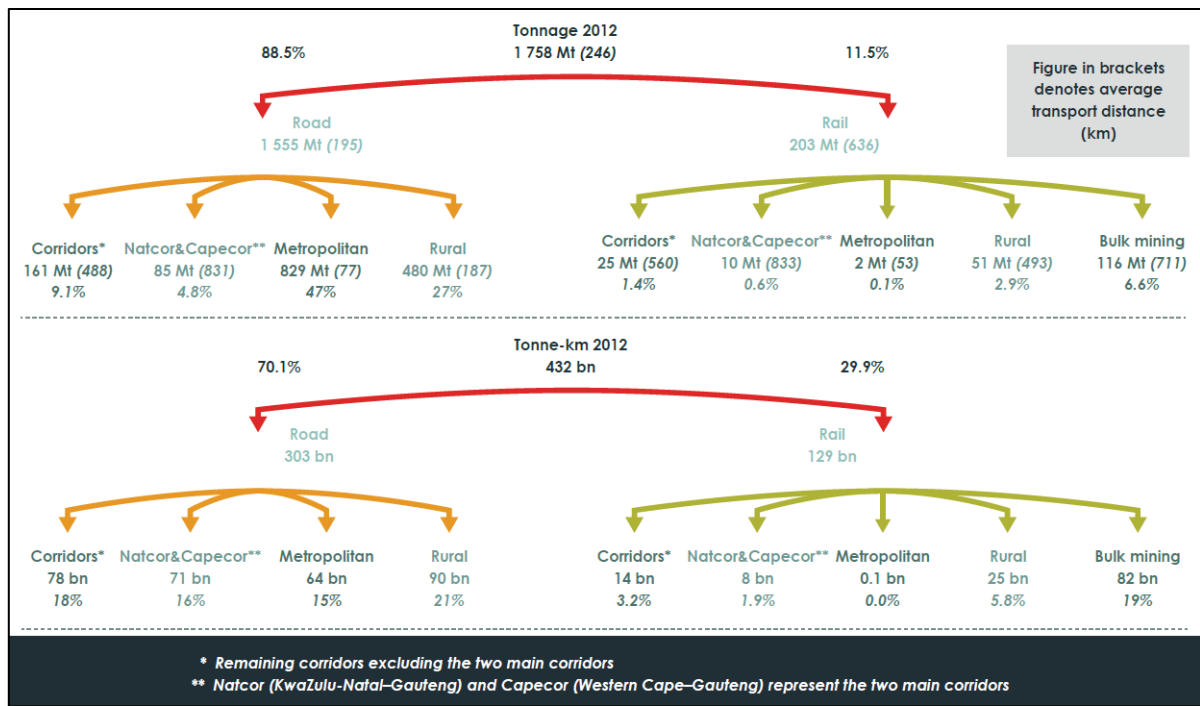 Tonnage 2012
88.5%
1 758 Mt (246)
11.5%
Figure in brackets
denotes average
transport distance
(km)
Road
1 555 Mt (195)
Rail
203 Mt (636)
Corridors*
161 Mt (488)
9.1%
Natcor&Capecor**
85 Mt (831)
4.8%
Metropolitan
829 Mt (77)
47%
Rural
480 Mt (187)
27%
Corridors*
25 Mt (560)
1.4%
Natcor&Capecor**
10 Mt (833)
0.6%
Metropolitan
2 Mt (53)
0.1%
Rural
51 Mt (493)
2.9%
Bulk mining
116 Mt (711)
6.6%
Tonne-km 2012
70.1%
432 bn
29.9%
Road
303 bn
Rail
129 bn
Corridors*
78 bn
18%
Natcor&Capecor**
71 bn
16%
Metropolitan
64 bn
15%
Rural
90 bn
21%
Corridors*
14 bn
3.2%
Natcor&Capecor**
8 bn
1.9%
Metropolitan
0.1 bn
0.0%
Rural
25 bn
5.8%
Bulk mining
82 bn
19%
* Remaining corridors excluding the two main corridors
** Natcor (KwaZulu-Natal–Gauteng) and Capecor (Western Cape–Gauteng) represent the two main corridors